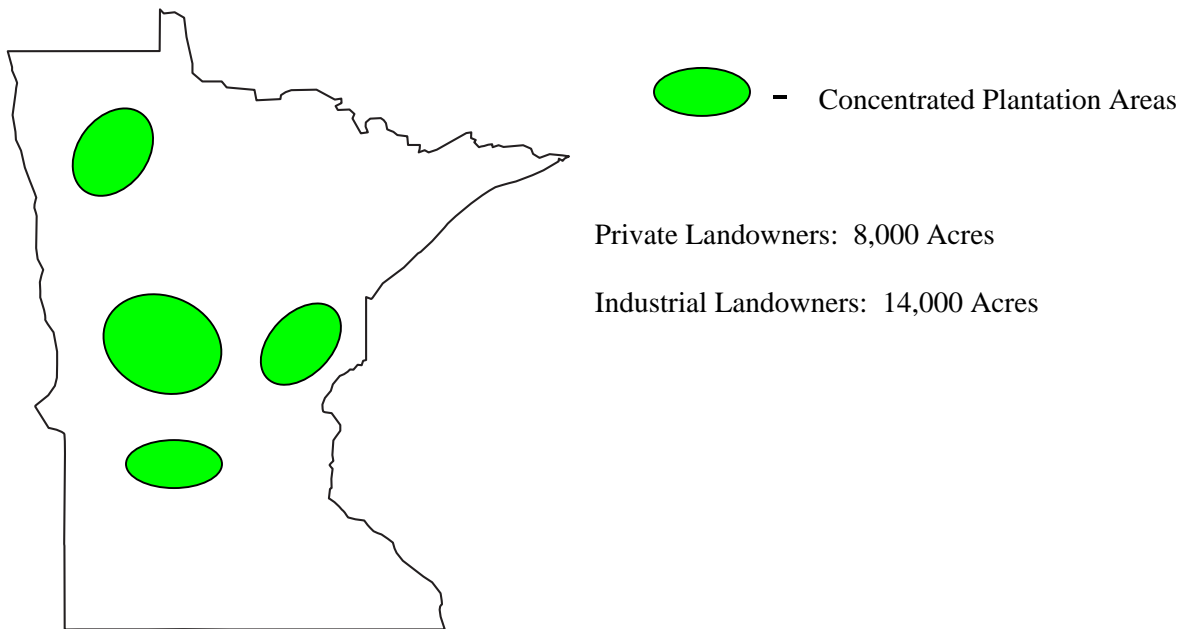 - Concentrated Plantation Areas
Private Landowners: 8,000 Acres
Industrial Landowners: 14,000 Acres